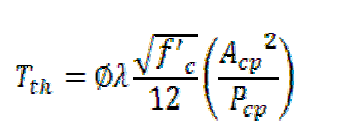 T_th = ∅λ √f'_c / 12 (A_cp² / P_cp)